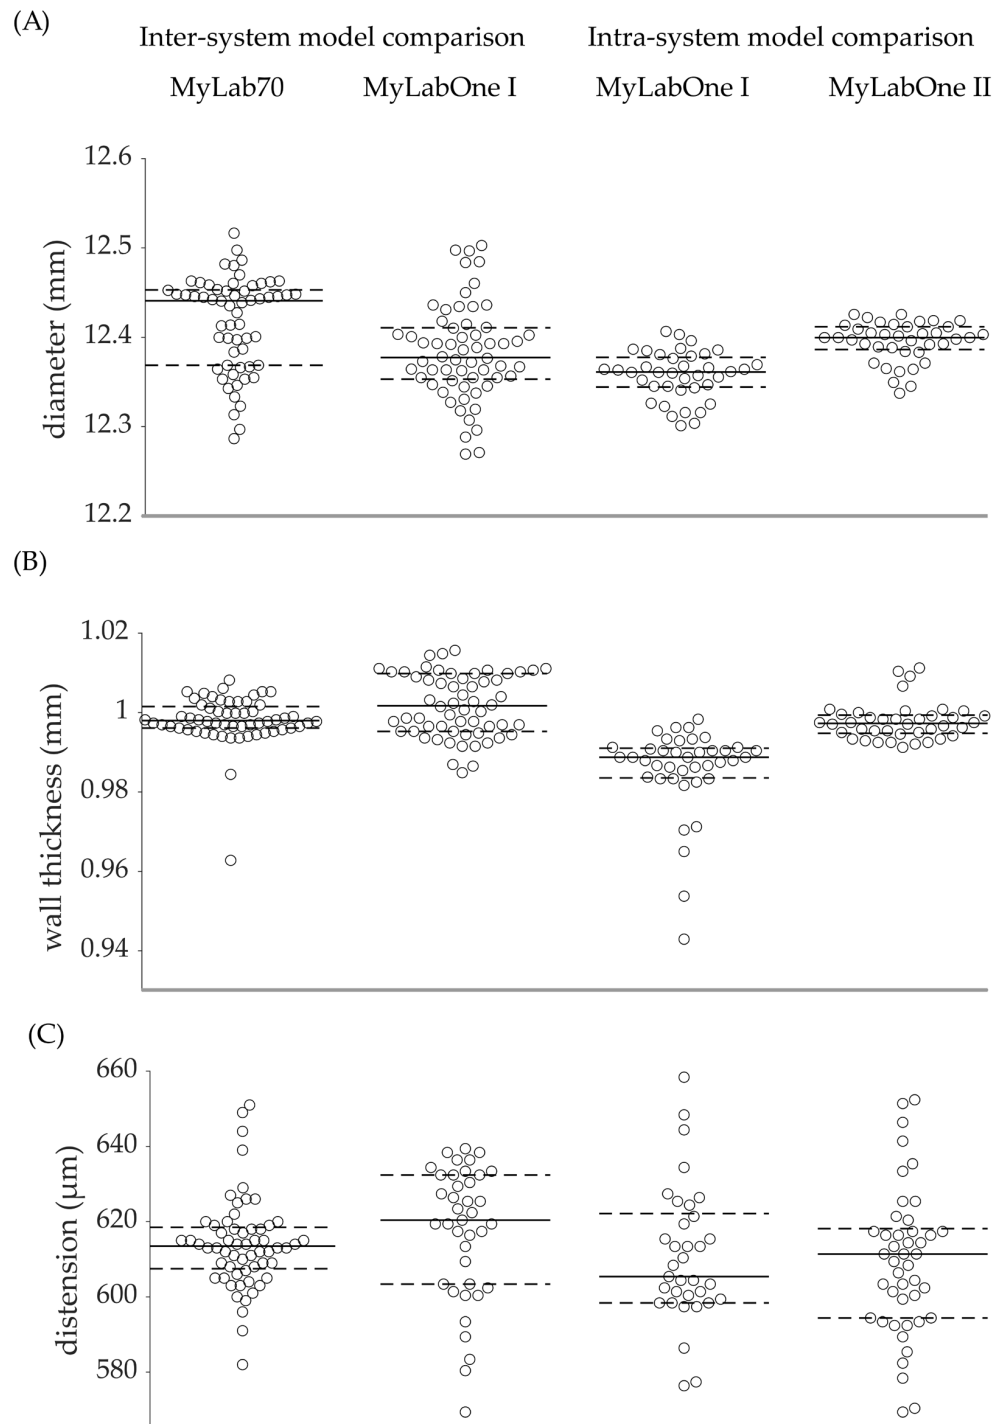 (A)
Inter-system model comparison Intra-system model comparison
MyLab70 MyLabOne I MyLabOne I MyLabOne II
12.6
12.5
12.4
12.3
12.2
diameter (mm)
(B)
1.02
1
0.98
0.96
0.94
wall thickness (mm)
(C)
660
640
620
600
580
distension (µm)